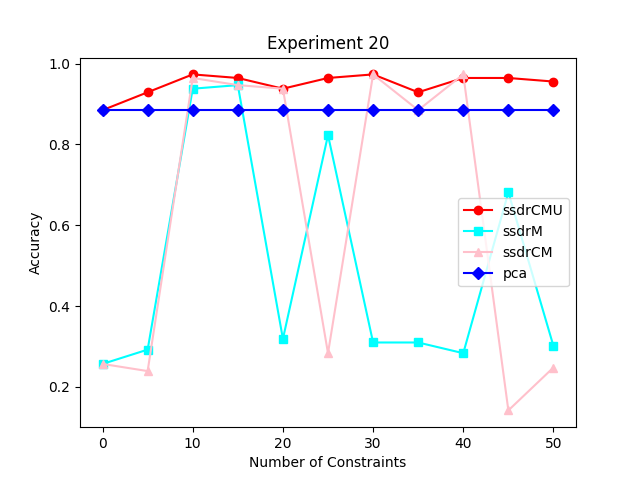 Experiment 20
Accuracy
1.0
0.8
0.6
0.4
0.2
ssdrCMU
ssdrM
ssdrCM
pca
0 10 20 30 40 50
Number of Constraints